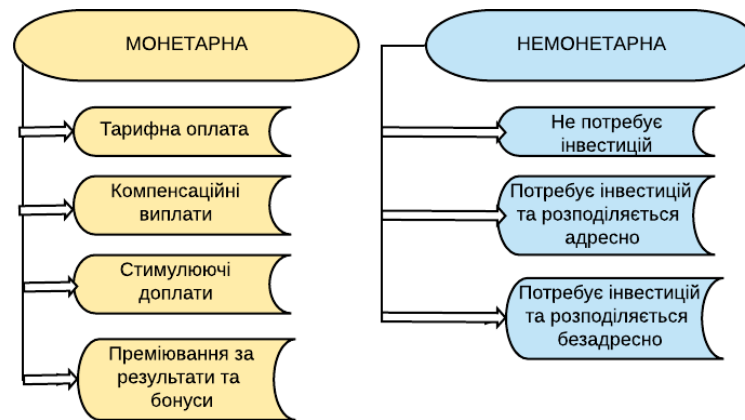 МОНЕТАРНА
Тарифна оплата
Компенсаційні
виплати
Стимулюючі
доплати
Преміювання за
результати та
бонуси
НЕМОНЕТАРНА
Не потребує
інвестицій
Потребує інвестицій
та розподіляється
адресно
Потребує інвестицій
та розподіляється
безадресно